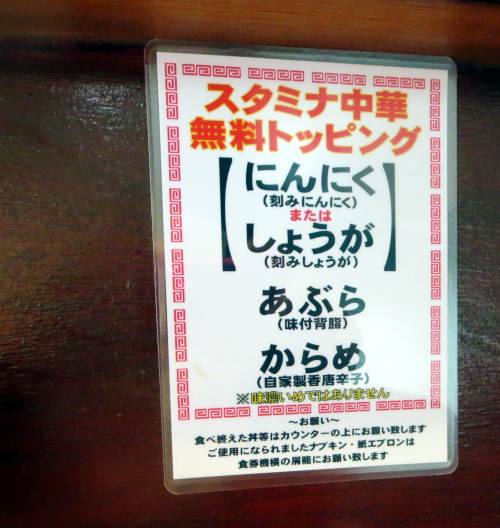 スタミナ中華
無料トッピング
【にんにく
(刻みにんにく)
または
しょうが
(刻みしょうが)】
あぶら
(味付背脂)
からめ
(自家製香唐辛子)
※味濃いめではありません
〜お願い〜
食べ終えた丼等はカウンターの上にお願い致します
ご使用になられましたナプキン・紙エプロンは
食券機横の房籠にお願い致します